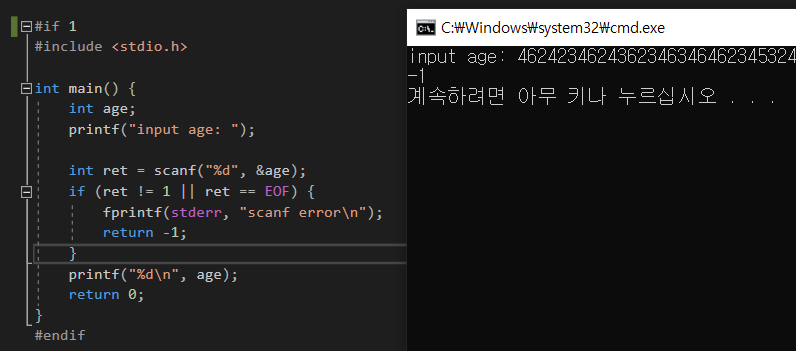 #if 1
#include <stdio.h>
int main() {
int age;
printf("input age: ");
int ret = scanf("%d", &age);
if (ret != 1 || ret == EOF) {
fprintf(stderr, "scanf error\n");
return -1;
}
printf("%d\n", age);
return 0;
}
#endif
C:₩Windows₩system32₩cmd.exe
input age: 4624234624362346346462345324
-1
계속하려면 아무 키나 누르십시오 . . .